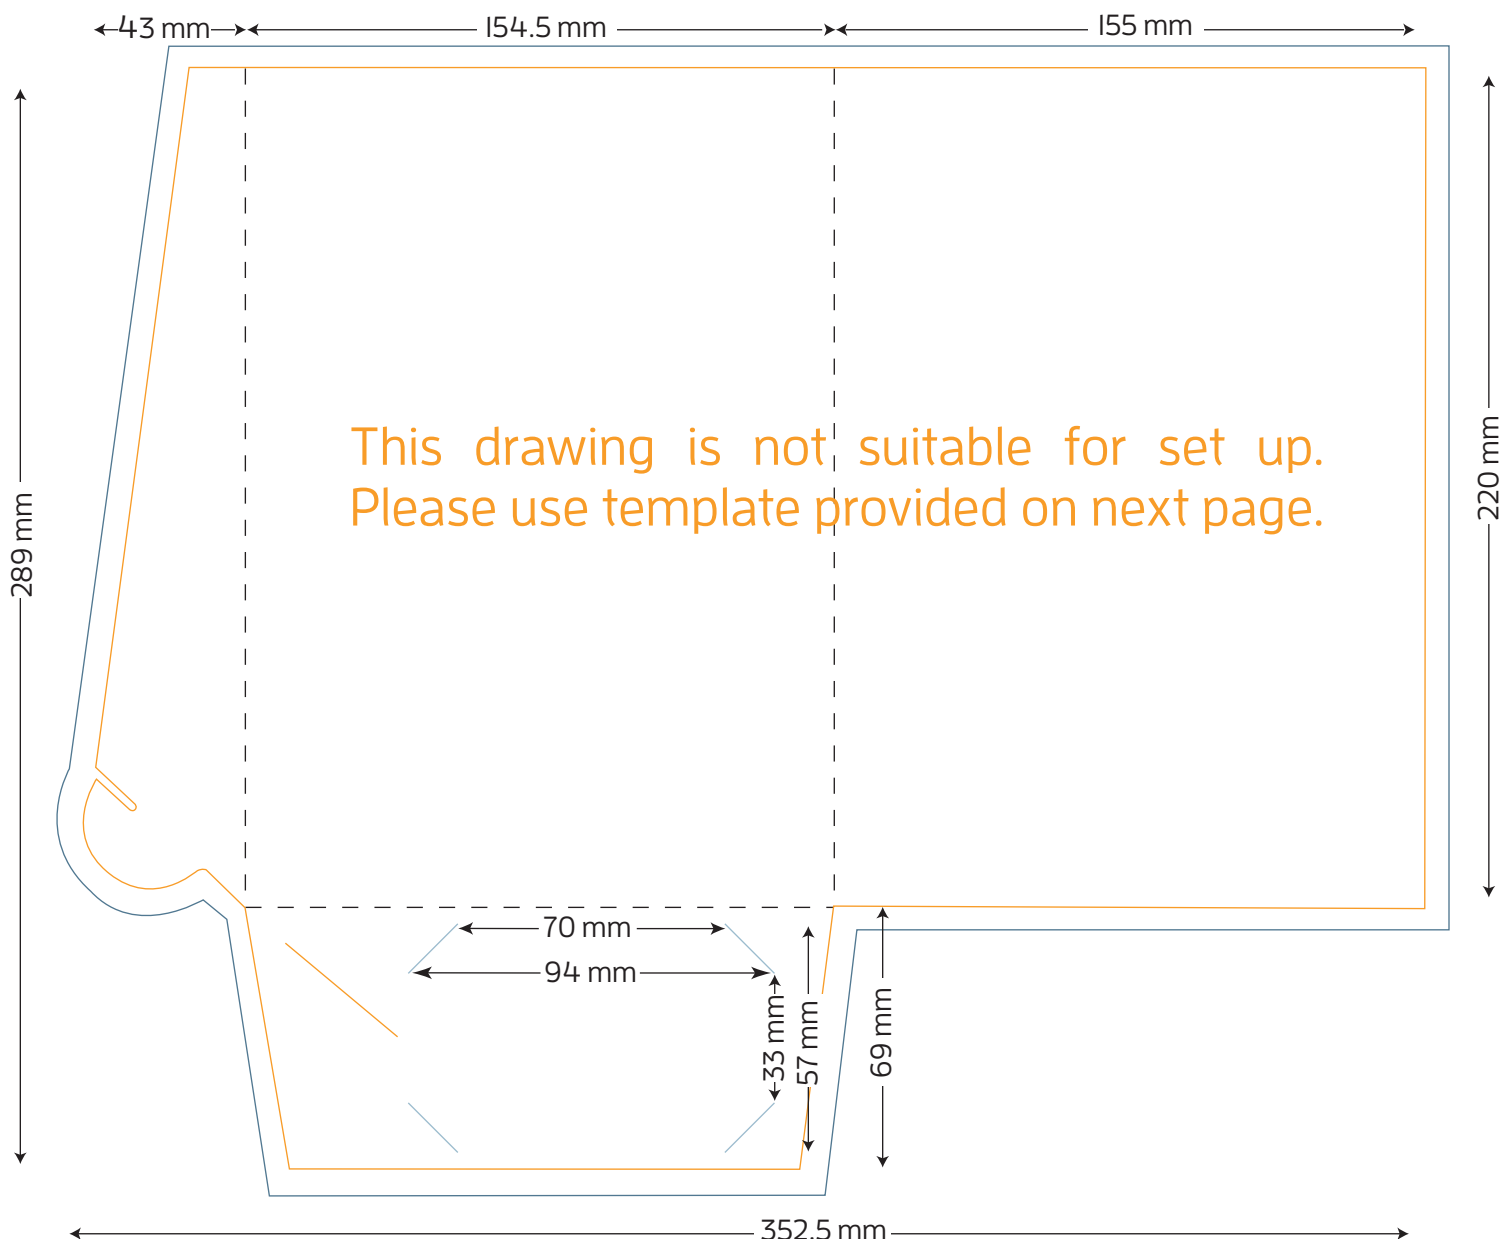 43 mm
154.5 mm
155 mm
This drawing is not suitable for set up.
Please use template provided on next page.
289 mm
220 mm
70 mm
94 mm
33 mm
57 mm
69 mm
352.5 mm